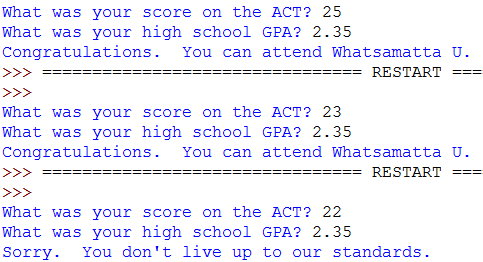 What was your score on the ACT? 25
What was your high school GPA? 2.35
Congratulations.  You can attend Whatsamatta U.
>>> ================================ RESTART ===
>>>
What was your score on the ACT? 23
What was your high school GPA? 2.35
Congratulations.  You can attend Whatsamatta U.
>>> ================================ RESTART ===
>>>
What was your score on the ACT? 22
What was your high school GPA? 2.35
Sorry.  You don't live up to our standards.